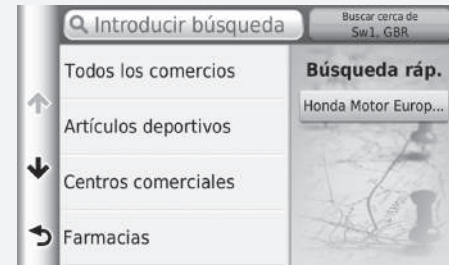 Introducir búsqueda
Buscar cerca de
Sw1, GBR
Todos los comercios
Búsqueda ráp.
Honda Motor Europ...
Artículos deportivos
Centros comerciales
Farmacias